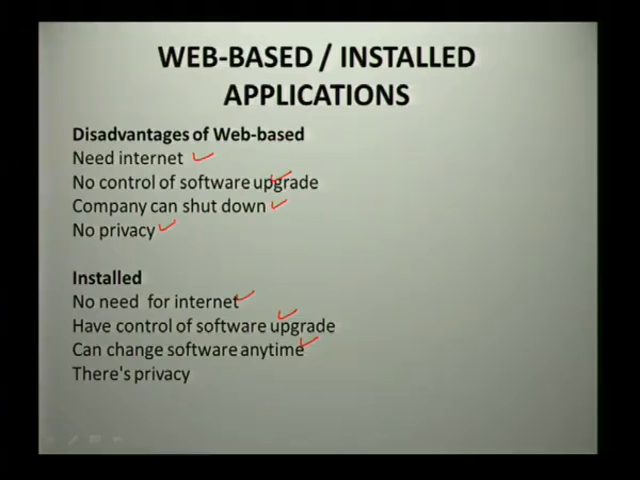 WEB-BASED / INSTALLED
APPLICATIONS
Disadvantages of Web-based
Need internet
No control of software upgrade
Company can shut down
No privacy
Installed
No need for internet
Have control of software upgrade
Can change software anytime
There's privacy